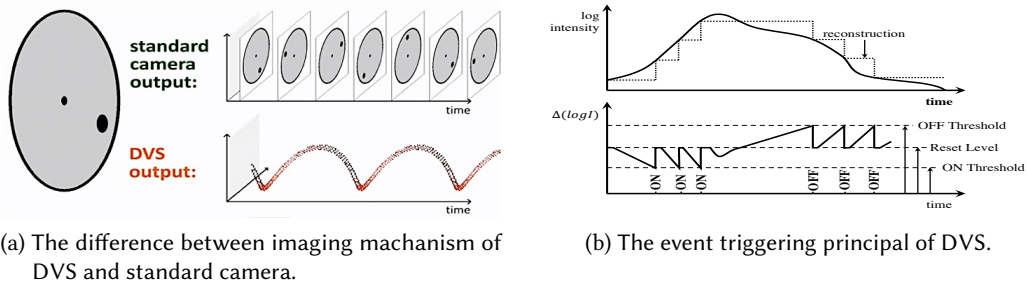 standard
camera
output:
time
DVS
output:
time
(a) The difference between imaging machanism of
DVS and standard camera.
log
intensity
reconstruction
time
Δ(logI)
OFF Threshold
Reset Level
ON Threshold
ON
ON
ON
OFF
OFF
OFF
time
(b) The event triggering principal of DVS.